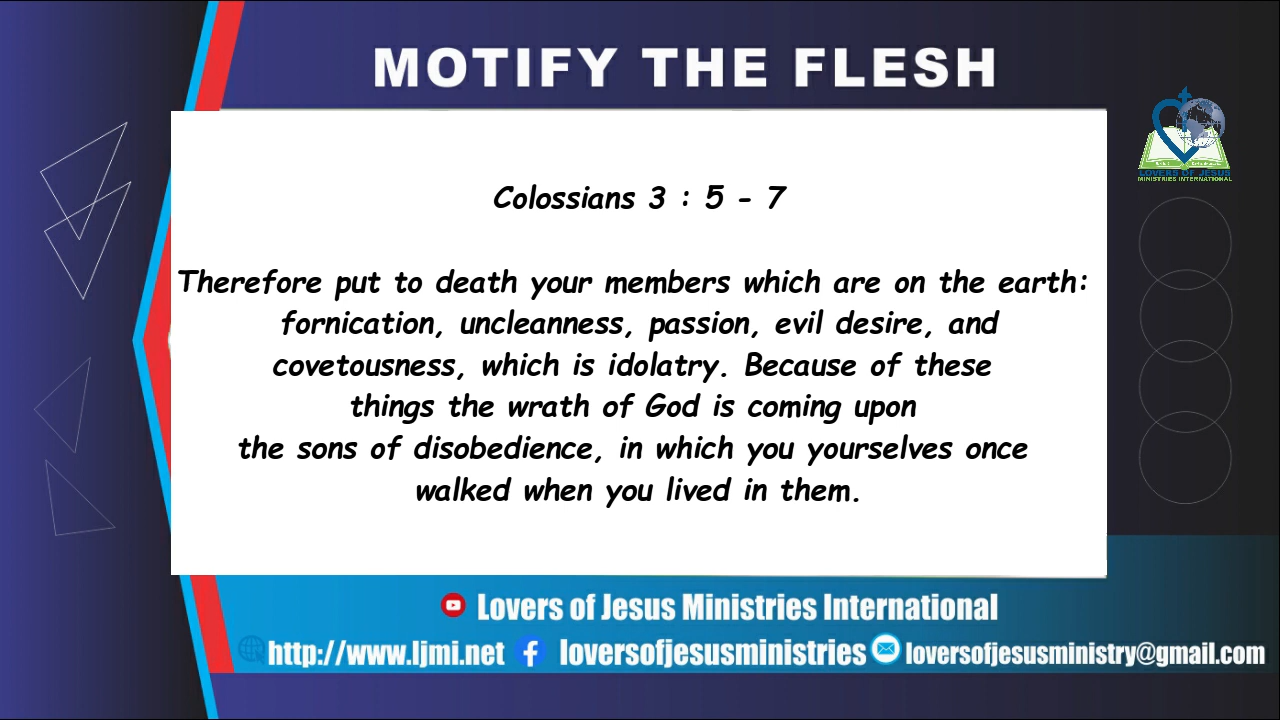 MOTIFY THE FLESH
LOVERS OF JESUS
MINISTRIES INTERNATIONAL
Colossians 3 : 5 - 7
Therefore put to death your members which are on the earth:
fornication, uncleanness, passion, evil desire, and
covetousness, which is idolatry. Because of these
things the wrath of God is coming upon
the sons of disobedience, in which you yourselves once
walked when you lived in them.
Lovers of Jesus Ministries International
http://www.ljmi.net loversofjesusministries loversofjesusministry@gmail.com